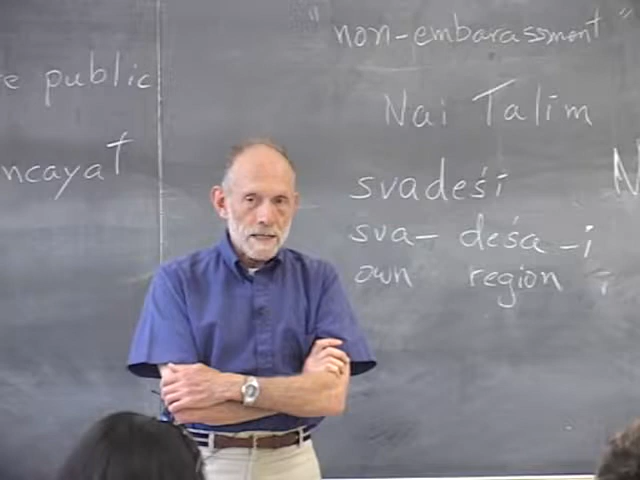 "non-embarassment"
e public
Nai Talim
ncayat
svadeśi
sva- deśa -i
own region
N